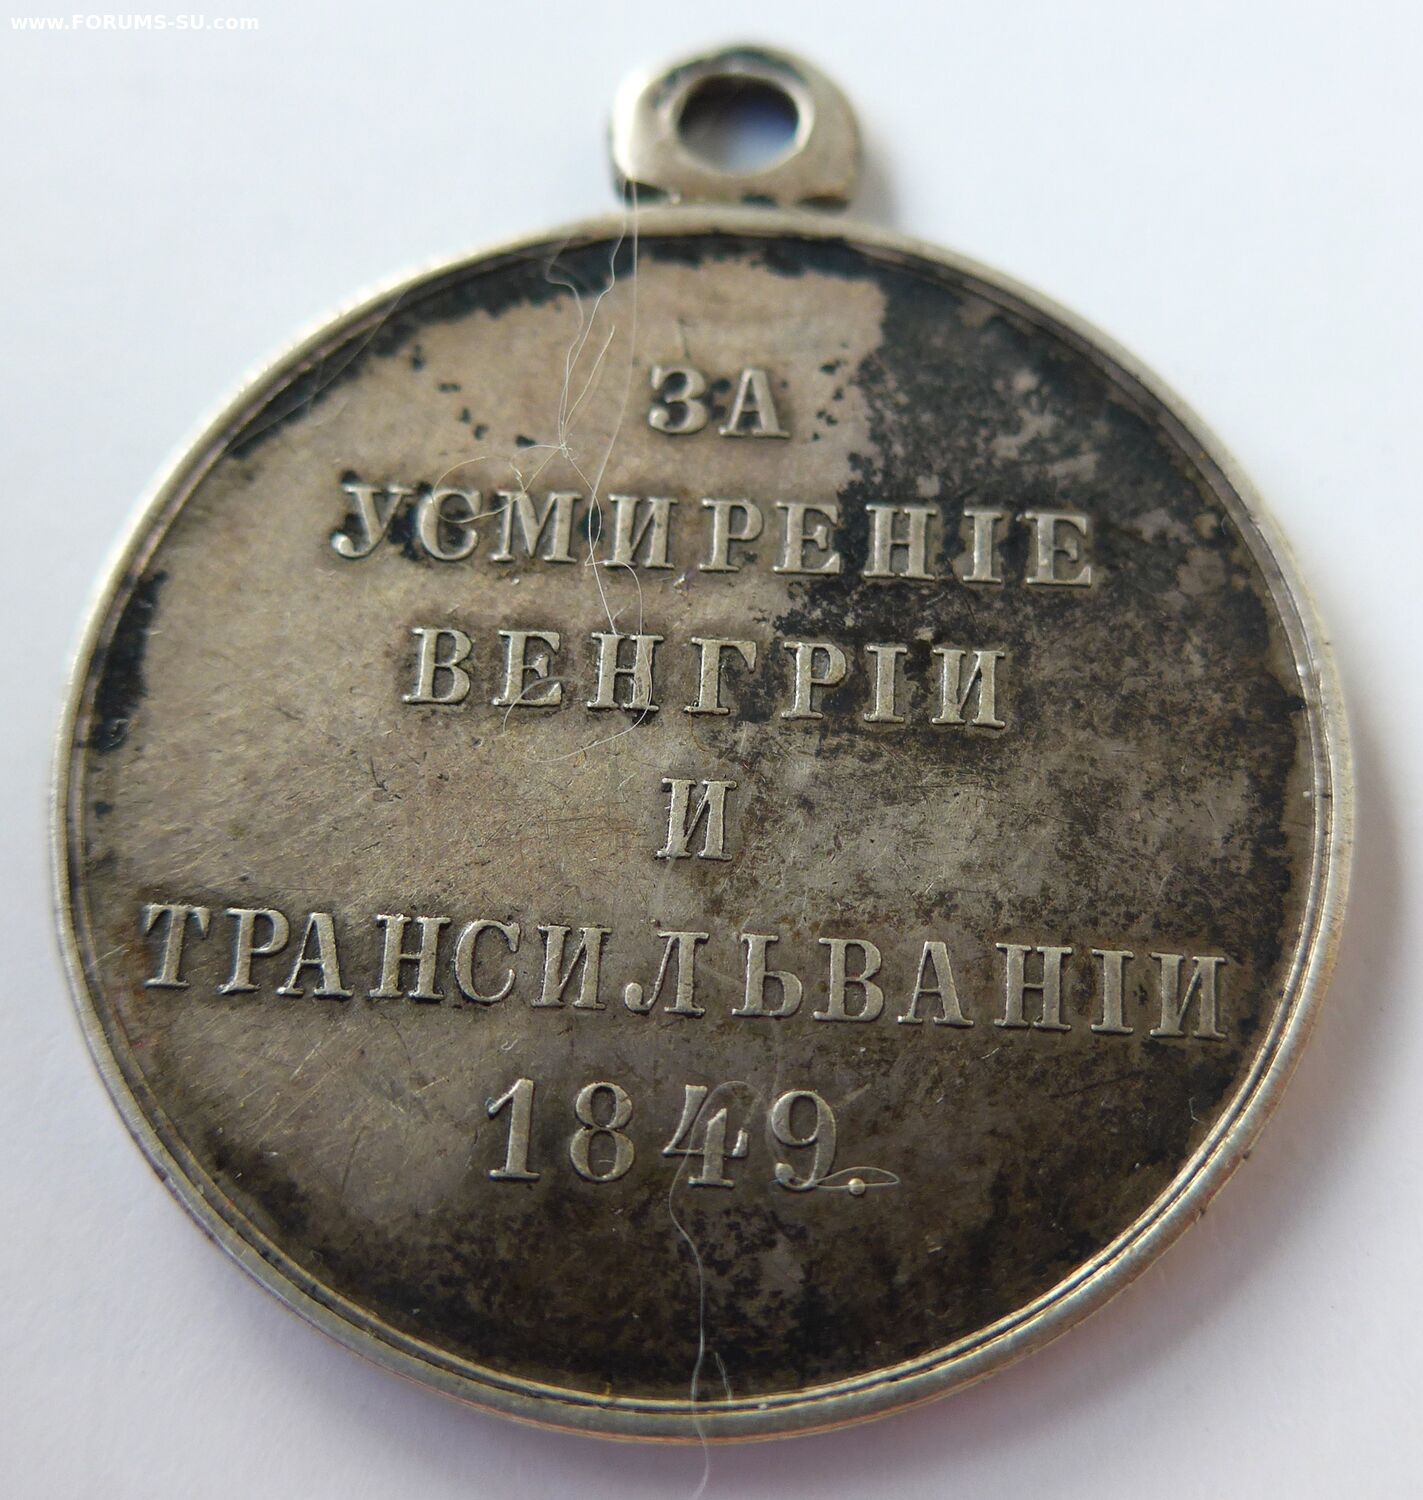 www.FORUMS-SU.com
ЗА
УСМИРЕНІЕ
ВЕНГРІИ
И
ТРАНСИЛЬВАНІИ
1849.